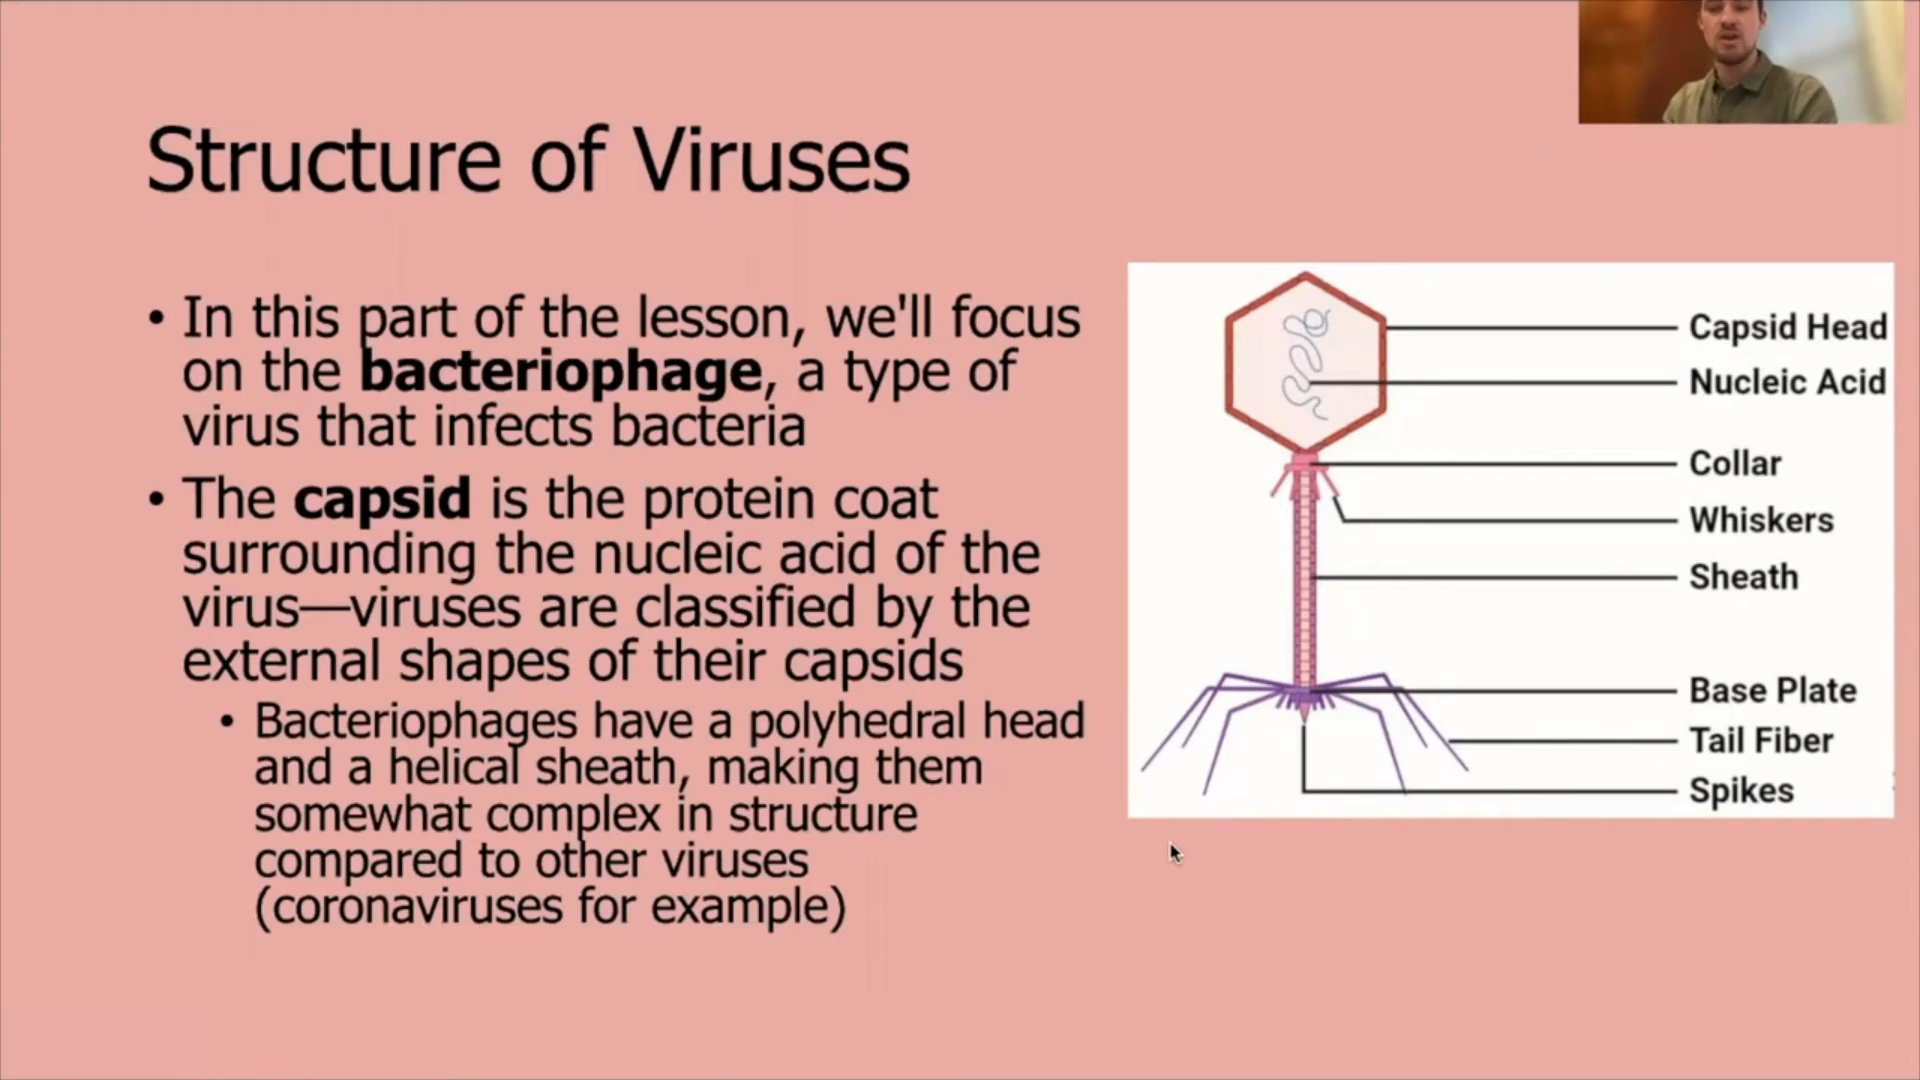 Structure of Viruses
• In this part of the lesson, we'll focus
on the bacteriophage, a type of
virus that infects bacteria
• The capsid is the protein coat
surrounding the nucleic acid of the
virus—viruses are classified by the
external shapes of their capsids
• Bacteriophages have a polyhedral head
and a helical sheath, making them
somewhat complex in structure
compared to other viruses
(coronaviruses for example)
Capsid Head
Nucleic Acid
Collar
Whiskers
Sheath
Base Plate
Tail Fiber
Spikes